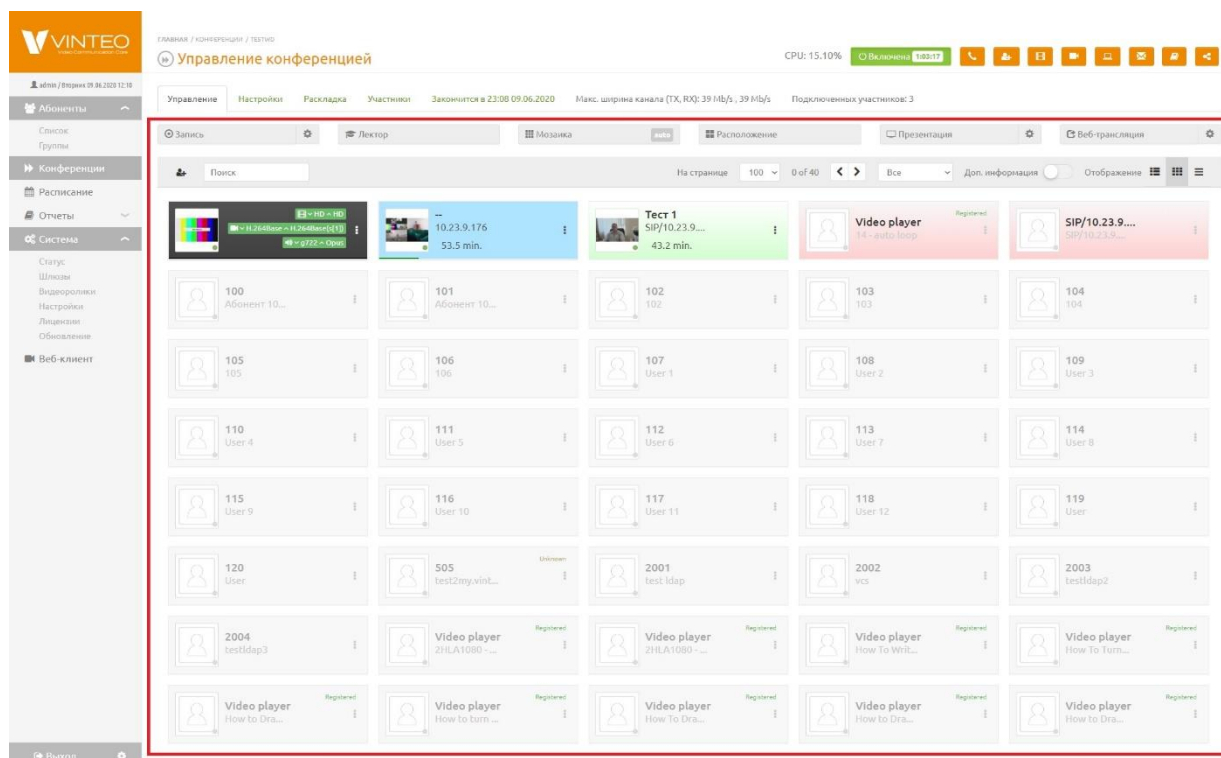 VINTEO
ГЛАВНАЯ / КОНФЕРЕНЦИИ / TESTWD
Управление конференцией
CPU: 15.10%
Включена 1:03:17
admin / Вторник 09.06.2020 12:10
Абоненты
Список
Группы
Конференции
Расписание
Отчеты
Система
Статус
Шлюзы
Видеоролики
Настройки
Лицензии
Обновление
Веб-клиент
Выход
Управление Настройки Раскладка Участники Закончится в 23:08 09.06.2020 Макс. ширина канала (TX, RX): 39 Mb/s , 39 Mb/s Подключенных участников: 3
Запись Лектор Мозаика auto Расположение Презентация Веб-трансляция
Поиск На странице 100 0 of 40 Все Доп. информация Отображение
HD HD
H.264Base H.264Base(s[1])
g722 Opus
--
10.23.9.176
53.5 min.
Тест 1
SIP/10.23.9....
43.2 min.
Video player Registered
14 - auto loop
SIP/10.23.9....
SIP/10.23.9....
100
Абонент 10...
101
Абонент 10...
102
102
103
103
104
104
105
105
106
106
107
User 1
108
User 2
109
User 3
110
User 4
111
User 5
112
User 6
113
User 7
114
User 8
115
User 9
116
User 10
117
User 11
118
User 12
119
User
120
User
505 Unknown
test2my.vint...
2001
test ldap
2002
vcs
2003
testldap2
2004
testldap3
Video player Registered
2HLA1080 - ...
Video player Registered
2HLA1080 - ...
Video player Registered
How To Writ...
Video player Registered
How To Turn...
Video player Registered
How to Dra...
Video player Registered
How to turn ...
Video player Registered
How To Dra...
Video player Registered
How to Dra...
Video player Registered
How to Dra...